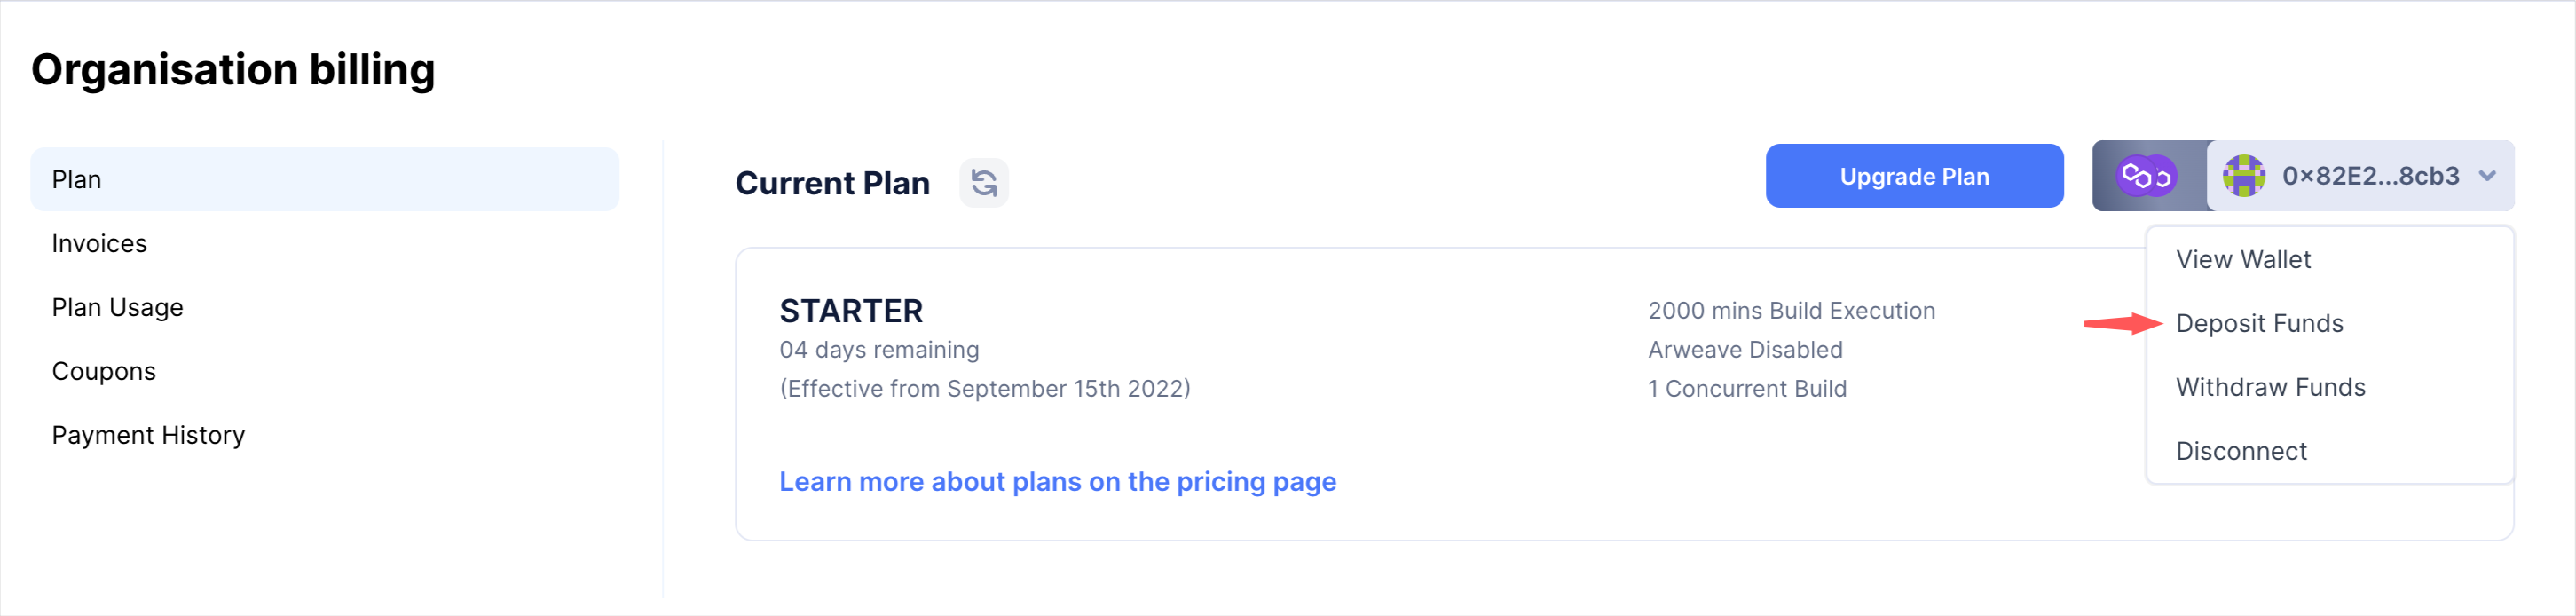 Organisation billing
Plan
Invoices
Plan Usage
Coupons
Payment History
Current Plan
Upgrade Plan
0×82E2...8cb3
STARTER
04 days remaining
(Effective from September 15th 2022)
2000 mins Build Execution
Arweave Disabled
1 Concurrent Build
Learn more about plans on the pricing page
View Wallet
Deposit Funds
Withdraw Funds
Disconnect